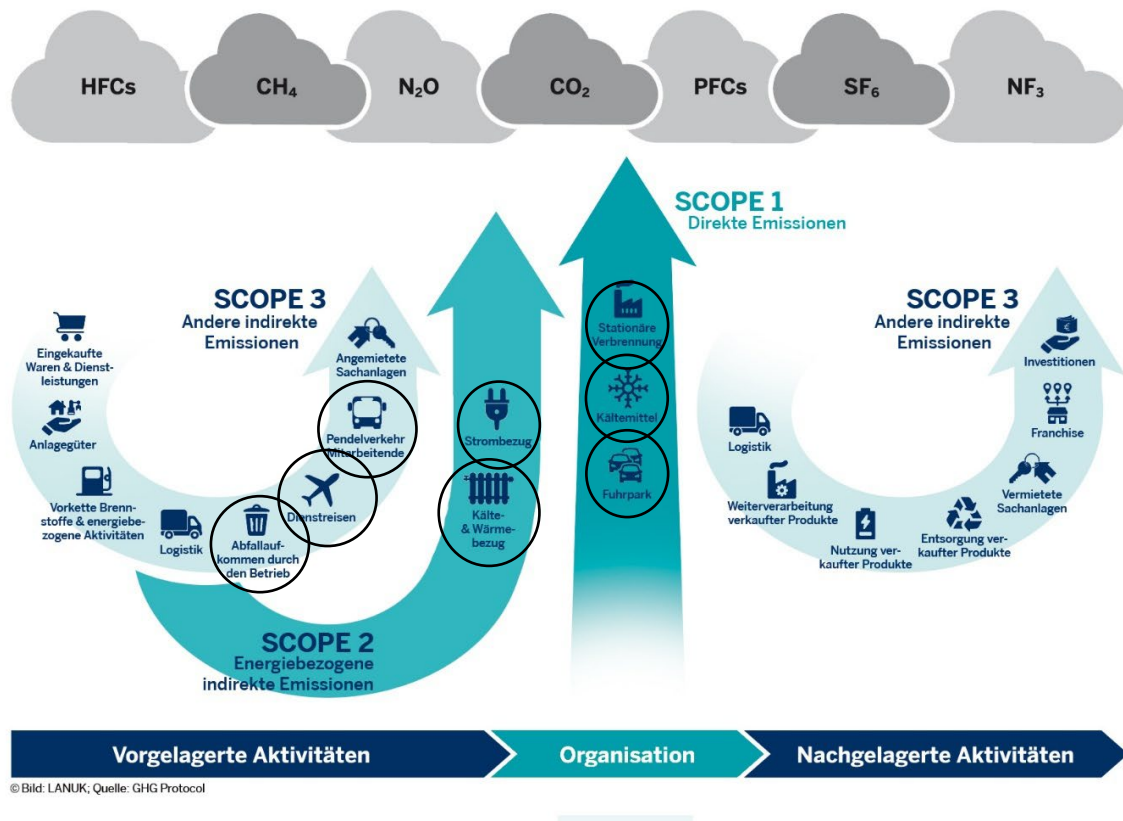 HFCs
CH₄
N₂O
CO₂
PFCs
SF₆
NF₃
SCOPE 1
Direkte Emissionen
SCOPE 3
Andere indirekte
Emissionen
Eingekaufte
Waren & Dienst-
leistungen
Anlagegüter
Vorkette Brenn-
stoffe & energiebe-
zogene Aktivitäten
Logistik
Abfallauf-
kommen durch
den Betrieb
Dienstreisen
Pendelverkehr
Mitarbeitende
Angemietete
Sachanlagen
SCOPE 2
Energiebezogene
indirekte Emissionen
Strombezug
Kälte-
& Wärme-
bezug
Stationäre
Verbrennung
Kältemittel
Fuhrpark
SCOPE 3
Andere indirekte
Emissionen
Logistik
Weiterverarbeitung
verkaufter Produkte
Nutzung ver-
kaufter Produkte
Entsorgung ver-
kaufter Produkte
Vermietete
Sachanlagen
Franchise
€
Investitionen
Vorgelagerte Aktivitäten
Organisation
Nachgelagerte Aktivitäten
© Bild: LANUK; Quelle: GHG Protocol